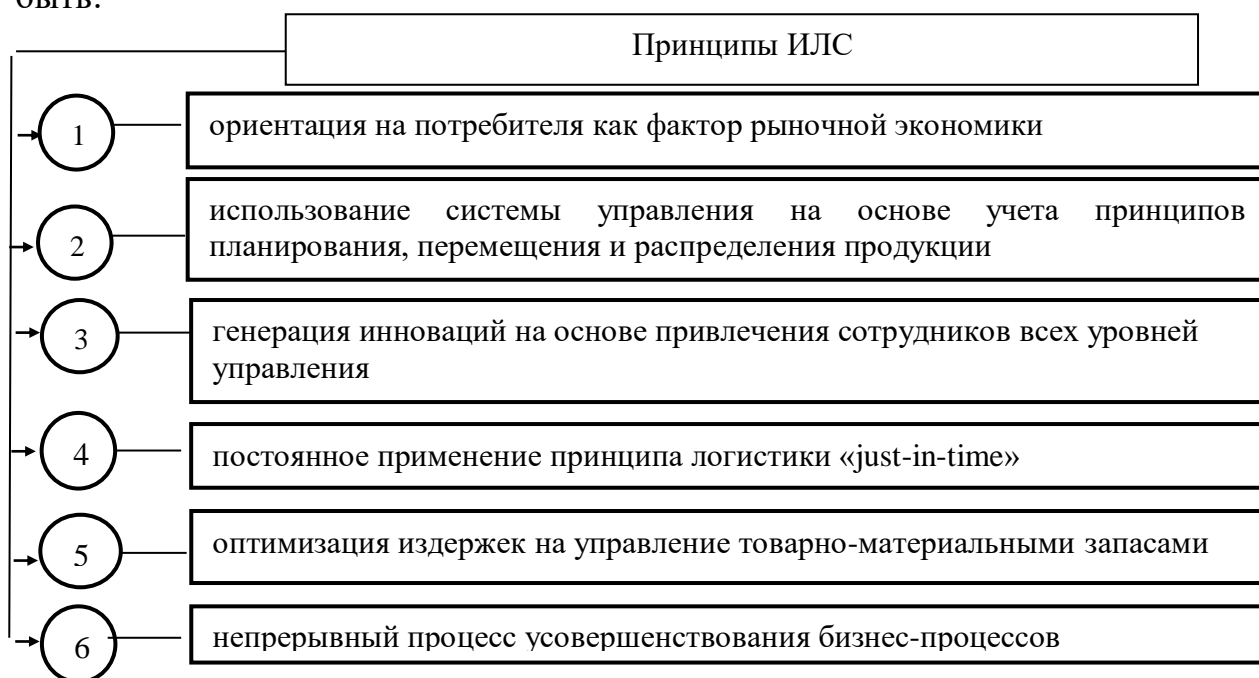 быть:
Принципы ИЛС
1
ориентация на потребителя как фактор рыночной экономики
2
использование системы управления на основе учета принципов
планирования, перемещения и распределения продукции
3
генерация инноваций на основе привлечения сотрудников всех уровней
управления
4
постоянное применение принципа логистики «just-in-time»
5
оптимизация издержек на управление товарно-материальными запасами
6
непрерывный процесс усовершенствования бизнес-процессов